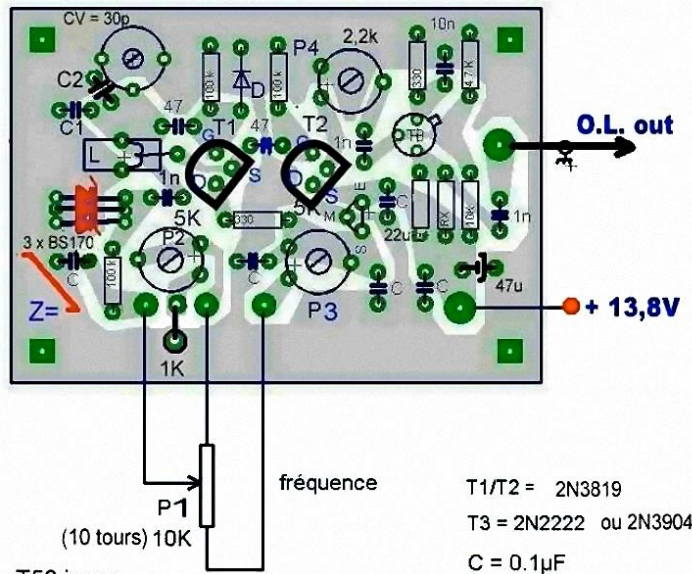 CV = 30p
P4
2,2k
10n
C2
100 k
D
100 k
330
4.7 K
C1
47
G
T1
47
T2
G
1n
O.L. out
L
D
S
D
S
1n
5K
330
5K
E
M
S
C
22u
RX
10k
1n
3 x BS170
P2
C
100 k
C
P3
C
C
47u
Z=
+ 13,8V
1K
fréquence
P1
(10 tours) 10K
T1/T2 = 2N3819
T3 = 2N2222 ou 2N3904
C = 0.1µF